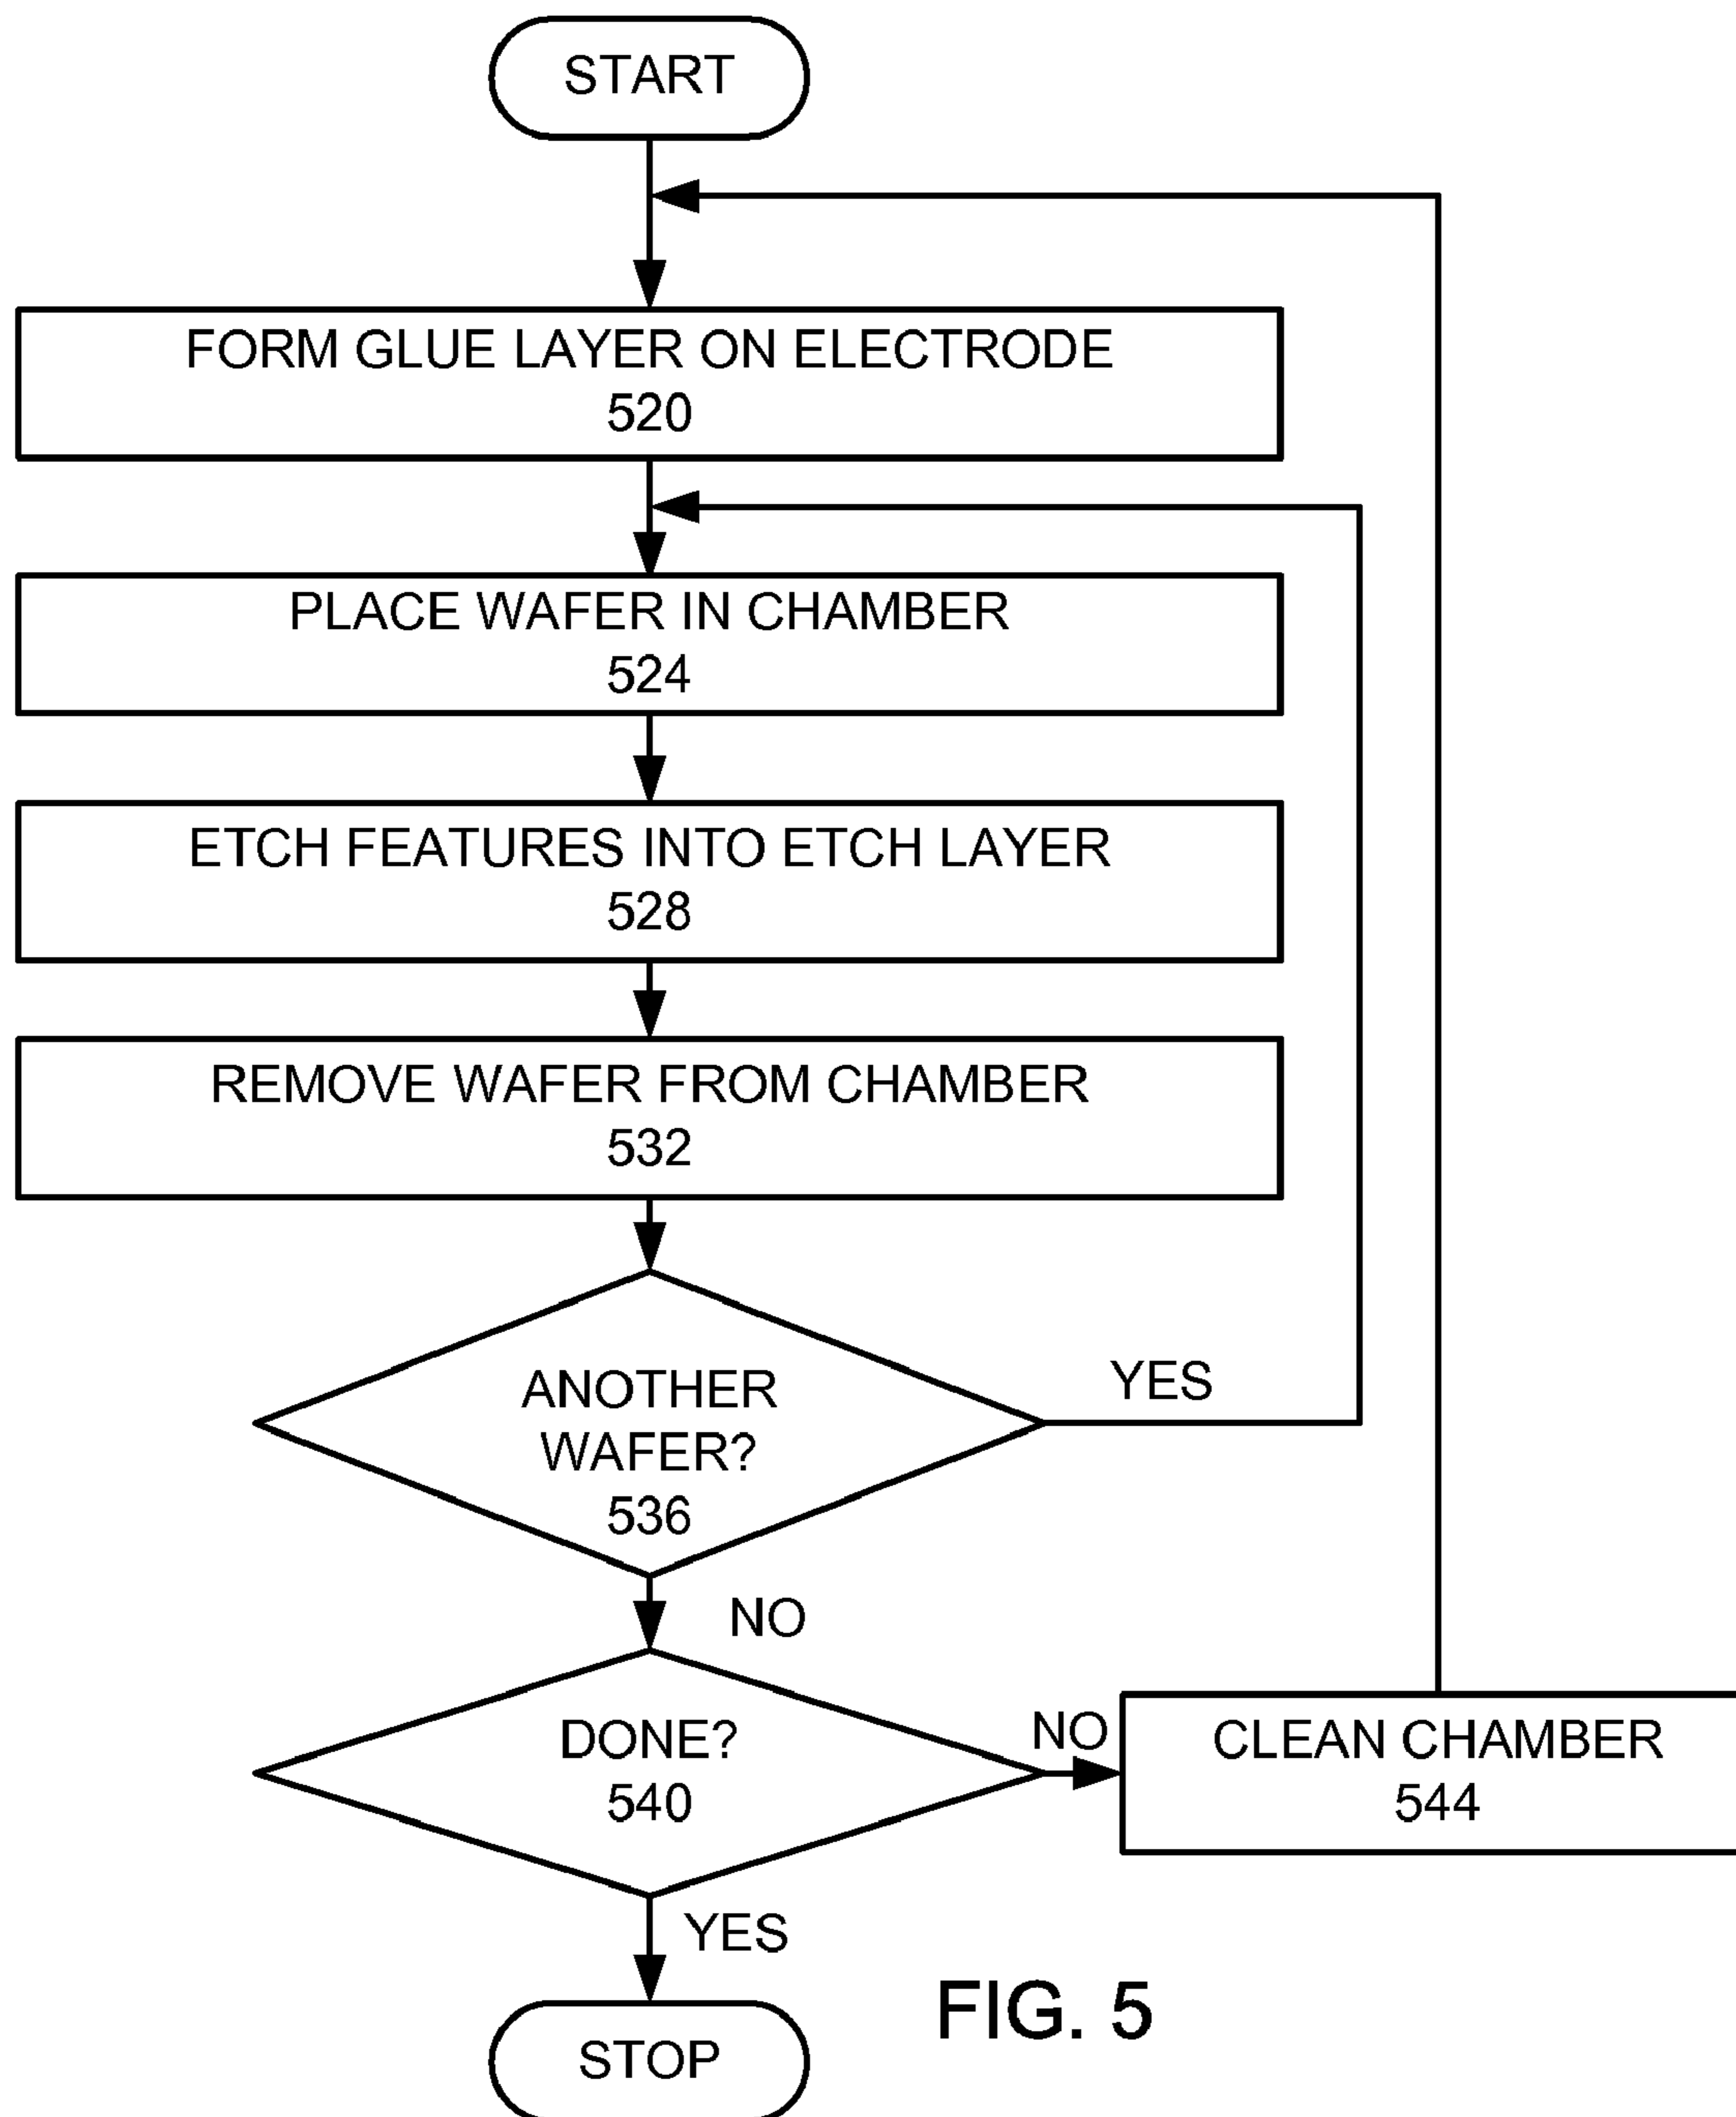 START
FORM GLUE LAYER ON ELECTRODE
520
PLACE WAFER IN CHAMBER
524
ETCH FEATURES INTO ETCH LAYER
528
REMOVE WAFER FROM CHAMBER
532
ANOTHER
WAFER?
536
YES
NO
DONE?
540
NO
CLEAN CHAMBER
544
YES
STOP
FIG. 5